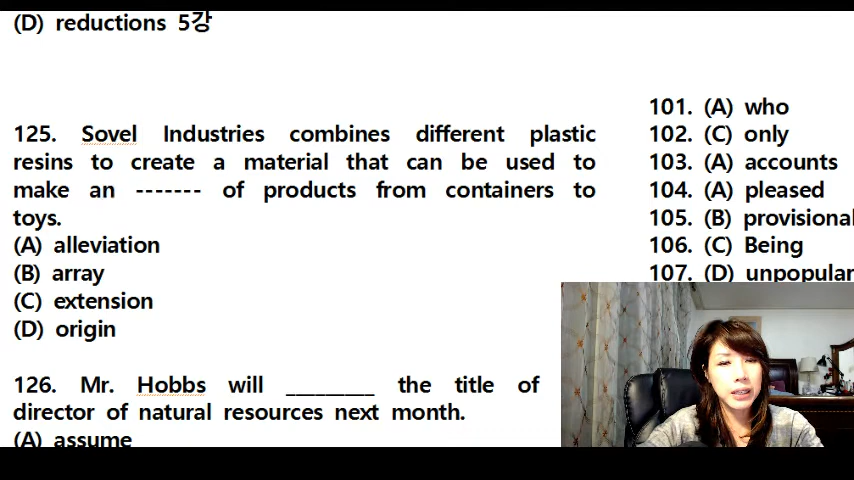 (D) reductions 5강
125. Sovel Industries combines different plastic
resins to create a material that can be used to
make an ------- of products from containers to
toys.
(A) alleviation
(B) array
(C) extension
(D) origin
126. Mr. Hobbs will __________ the title of
director of natural resources next month.
(A) assume
101. (A) who
102. (C) only
103. (A) accounts
104. (A) pleased
105. (B) provisional
106. (C) Being
107. (D) unpopular